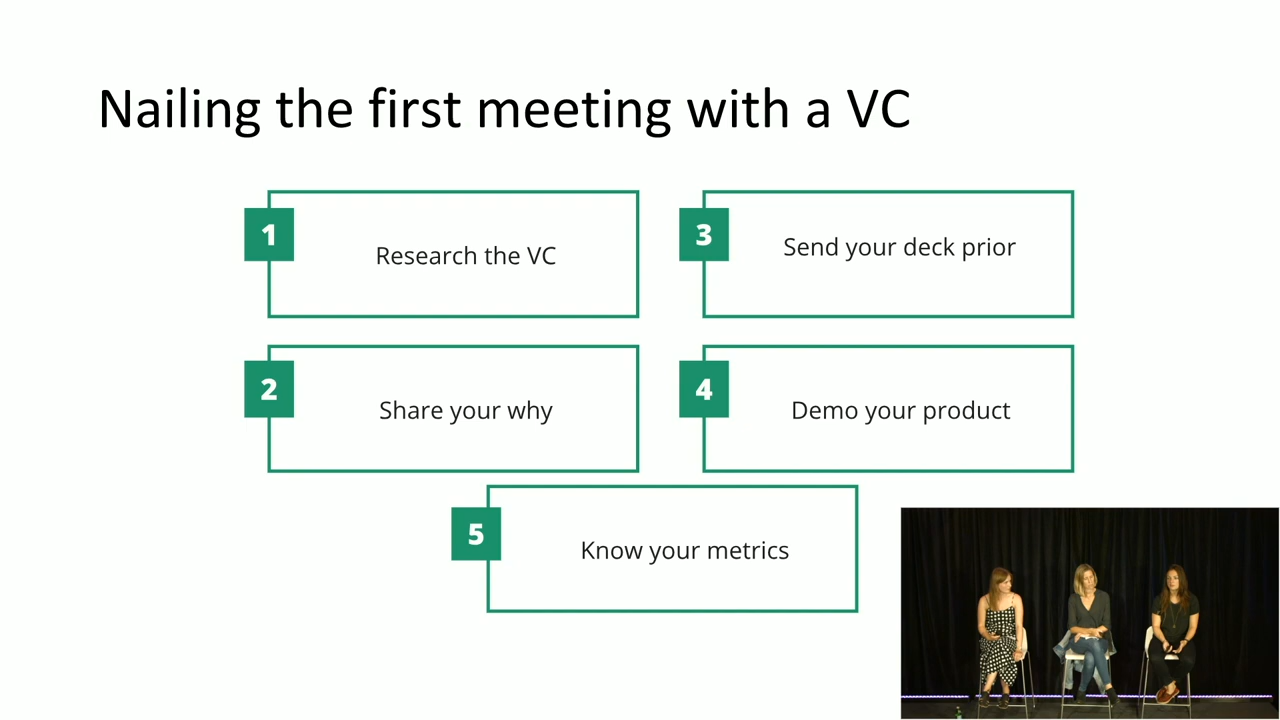 Nailing the first meeting with a VC
1
Research the VC
2
Share your why
3
Send your deck prior
4
Demo your product
5
Know your metrics